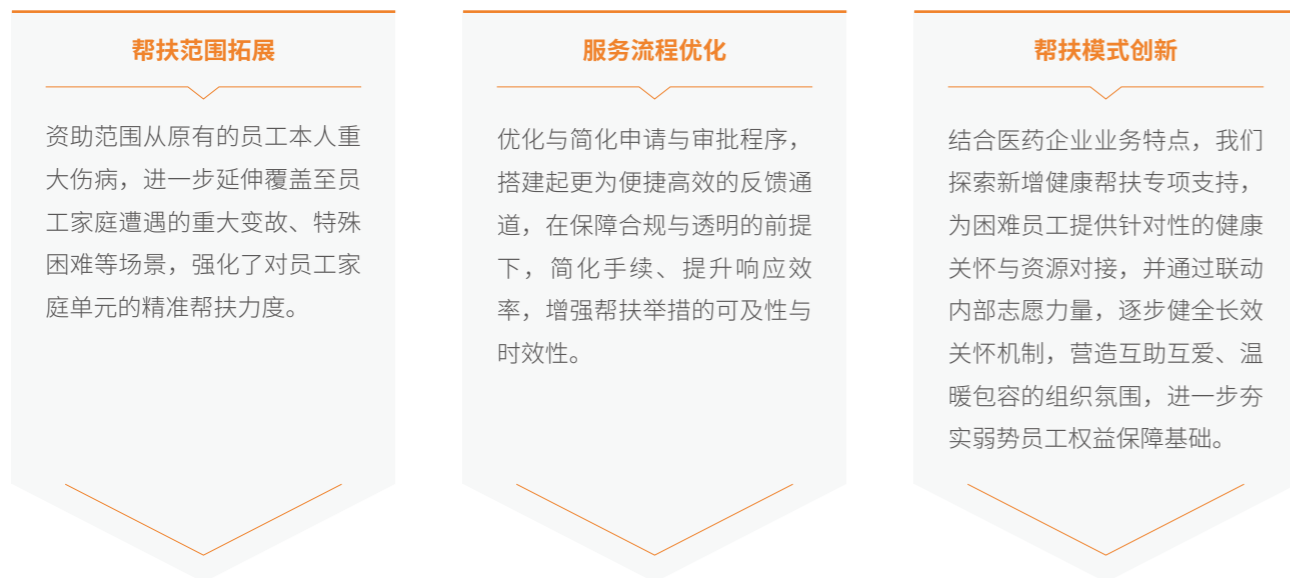 帮扶范围拓展
资助范围从原有的员工本人重
大伤病，进一步延伸覆盖至员
工家庭遭遇的重大变故、特殊
困难等场景，强化了对员工家
庭单元的精准帮扶力度。
服务流程优化
优化与简化申请与审批程序，
搭建起更为便捷高效的反馈通
道，在保障合规与透明的前提
下，简化手续、提升响应效
率，增强帮扶举措的可及性与
时效性。
帮扶模式创新
结合医药企业业务特点，我们
探索新增健康帮扶专项支持，
为困难员工提供针对性的健康
关怀与资源对接，并通过联动
内部志愿力量，逐步健全长效
关怀机制，营造互助互爱、温
暖包容的组织氛围，进一步夯
实弱势员工权益保障基础。